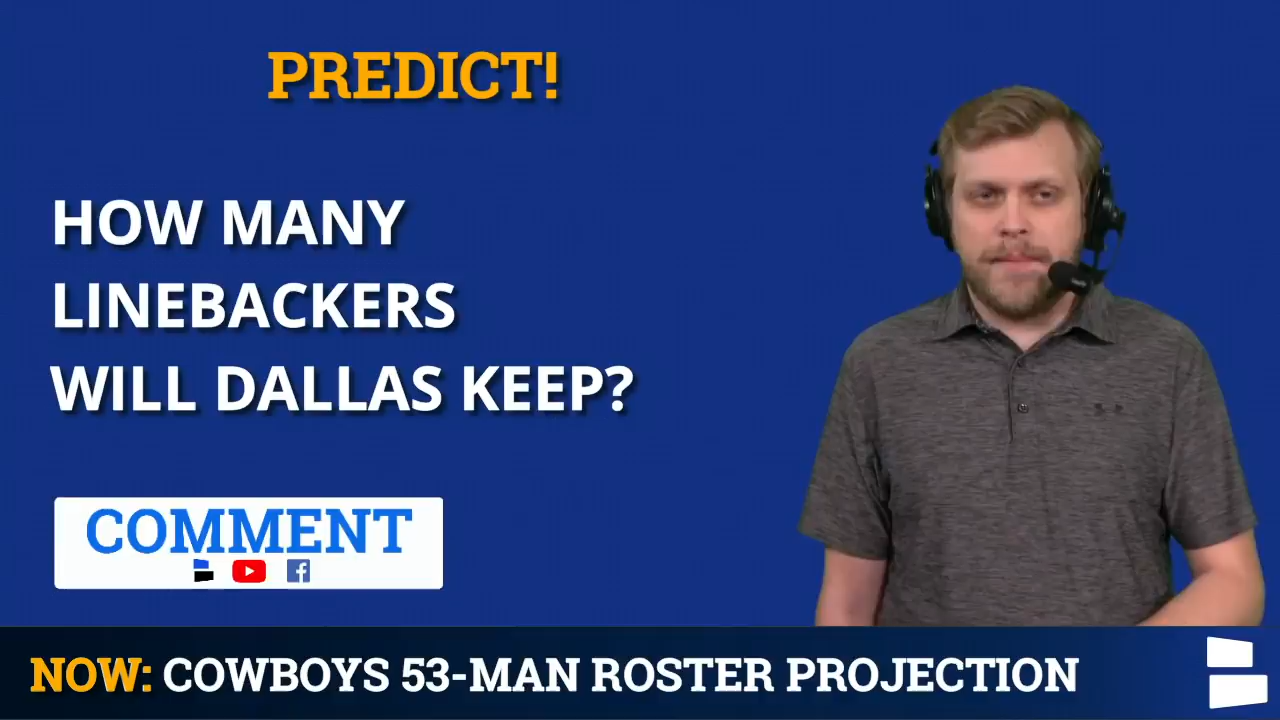 PREDICT!
HOW MANY
LINEBACKERS
WILL DALLAS KEEP?
COMMENT
NOW: COWBOYS 53-MAN ROSTER PROJECTION